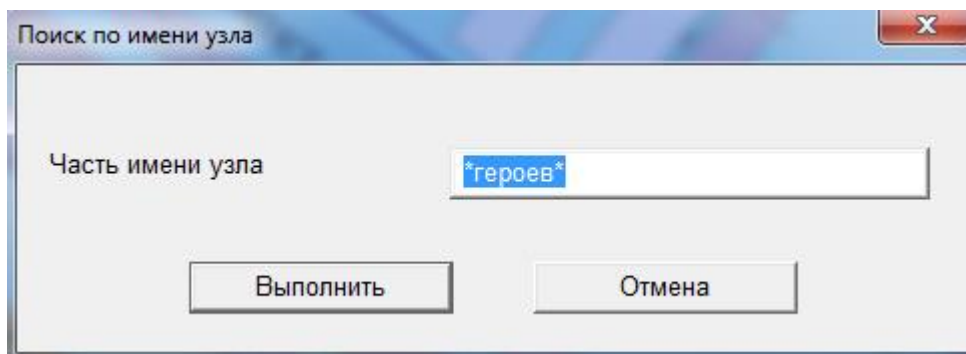 Поиск по имени узла
Часть имени узла
*героев*
Выполнить
Отмена